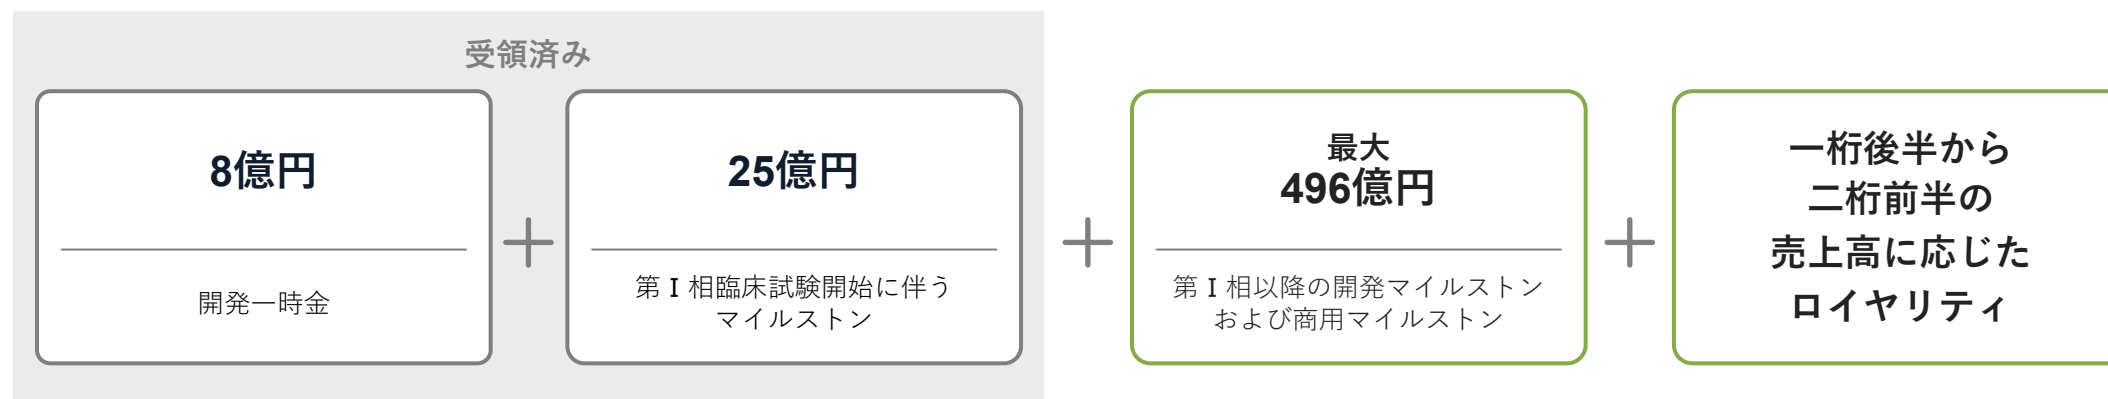 受領済み
8億円
開発一時金
25億円
第Ⅰ相臨床試験開始に伴う
マイルストン
最大
496億円
第Ⅰ相以降の開発マイルストン
および商用マイルストン
一桁後半から
二桁前半の
売上高に応じた
ロイヤリティ